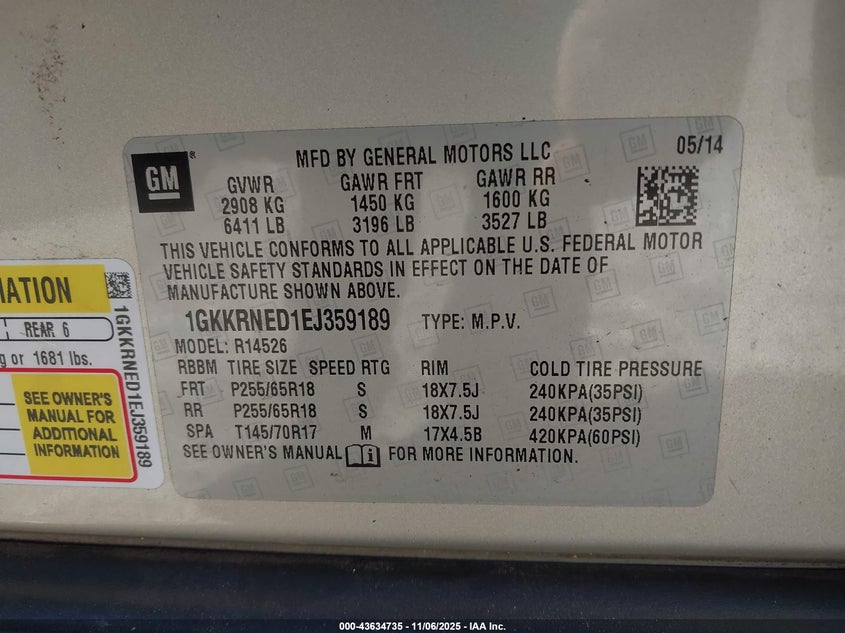 GM ®
MFD BY GENERAL MOTORS LLC 05/14
GVWR GAWR FRT GAWR RR
2908 KG 1450 KG 1600 KG
6411 LB 3196 LB 3527 LB
THIS VEHICLE CONFORMS TO ALL APPLICABLE U.S. FEDERAL MOTOR
VEHICLE SAFETY STANDARDS IN EFFECT ON THE DATE OF
MANUFACTURE SHOWN ABOVE.
1GKKRNED1EJ359189 TYPE: M.P.V.
MODEL: R14526
RBBM TIRE SIZE SPEED RTG RIM COLD TIRE PRESSURE
FRT P255/65R18 S 18X7.5J 240KPA(35PSI)
RR P255/65R18 S 18X7.5J 240KPA(35PSI)
SPA T145/70R17 M 17X4.5B 420KPA(60PSI)
SEE OWNER'S MANUAL FOR MORE INFORMATION.
MATION
REAR 6
g or 1681 lbs.
SEE OWNER'S
MANUAL FOR
ADDITIONAL
INFORMATION
1GKKRNED1EJ359189
000-43634735 - 11/06/2025 - IAA Inc.